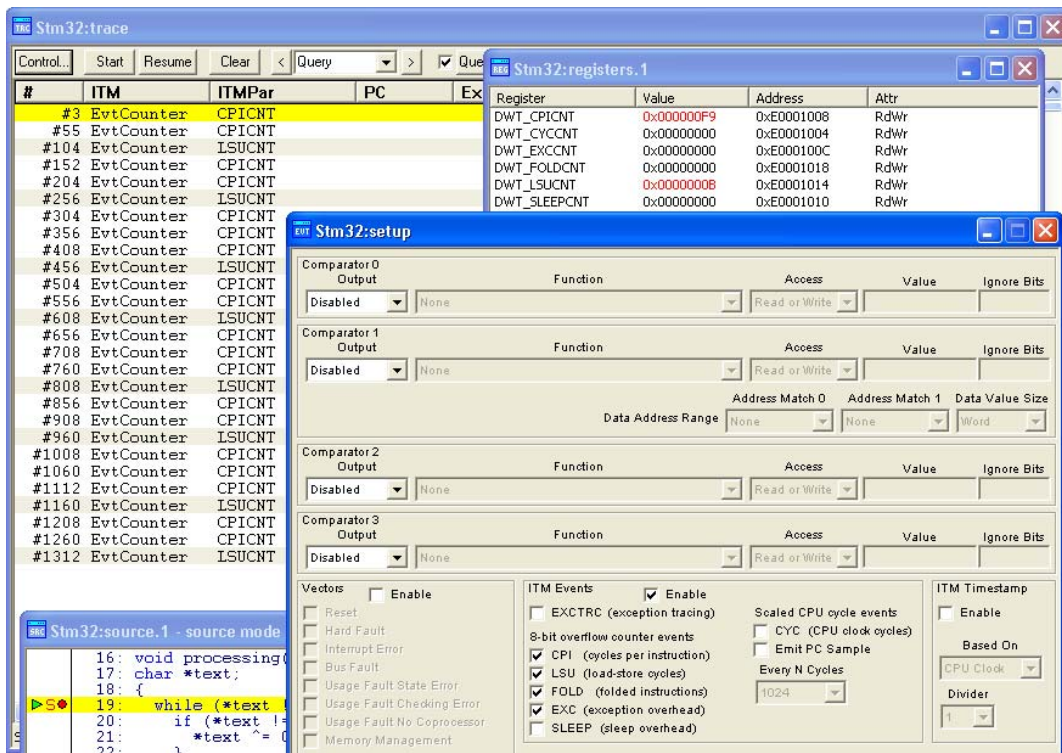 Stm32:trace
Control... Start Resume Clear < Query > Que
# ITM ITMPar PC Ex
#3 EvtCounter CPICNT
#55 EvtCounter CPICNT
#104 EvtCounter LSUCNT
#152 EvtCounter CPICNT
#204 EvtCounter CPICNT
#256 EvtCounter LSUCNT
#304 EvtCounter CPICNT
#356 EvtCounter CPICNT
#408 EvtCounter CPICNT
#456 EvtCounter LSUCNT
#504 EvtCounter CPICNT
#556 EvtCounter CPICNT
#608 EvtCounter LSUCNT
#656 EvtCounter CPICNT
#708 EvtCounter CPICNT
#760 EvtCounter CPICNT
#808 EvtCounter LSUCNT
#856 EvtCounter CPICNT
#908 EvtCounter CPICNT
#960 EvtCounter LSUCNT
#1008 EvtCounter CPICNT
#1060 EvtCounter CPICNT
#1112 EvtCounter CPICNT
#1160 EvtCounter LSUCNT
#1208 EvtCounter CPICNT
#1260 EvtCounter CPICNT
#1312 EvtCounter LSUCNT
Stm32:registers.1
Register Value Address Attr
DWT_CPICNT 0x000000F9 0xE0001008 RdWr
DWT_CYCCNT 0x00000000 0xE0001004 RdWr
DWT_EXCCNT 0x00000000 0xE000100C RdWr
DWT_FOLDCNT 0x00000000 0xE0001018 RdWr
DWT_LSUCNT 0x0000000B 0xE0001014 RdWr
DWT_SLEEPCNT 0x00000000 0xE0001010 RdWr
Stm32:setup
Comparator 0
Output Function Access Value Ignore Bits
Disabled None Read or Write
Comparator 1
Output Function Access Value Ignore Bits
Disabled None Read or Write
Address Match 0 Address Match 1 Data Value Size
Data Address Range None None Word
Comparator 2
Output Function Access Value Ignore Bits
Disabled None Read or Write
Comparator 3
Output Function Access Value Ignore Bits
Disabled None Read or Write
Vectors Enable
Reset
Hard Fault
Interrupt Error
Bus Fault
Usage Fault State Error
Usage Fault Checking Error
Usage Fault No Coprocessor
Memory Management
ITM Events Enable
EXCTRC (exception tracing)
8-bit overflow counter events
CPI (cycles per instruction)
LSU (load-store cycles)
FOLD (folded instructions)
EXC (exception overhead)
SLEEP (sleep overhead)
Scaled CPU cycle events
CYC (CPU clock cycles)
Emit PC Sample
Every N Cycles
1024
ITM Timestamp
Enable
Based On
CPU Clock
Divider
1
Stm32:source.1 - source mode
16: void processing(
17: char *text;
18: {
19: while (*text !
20: if (*text !=
21: *text ^= 0